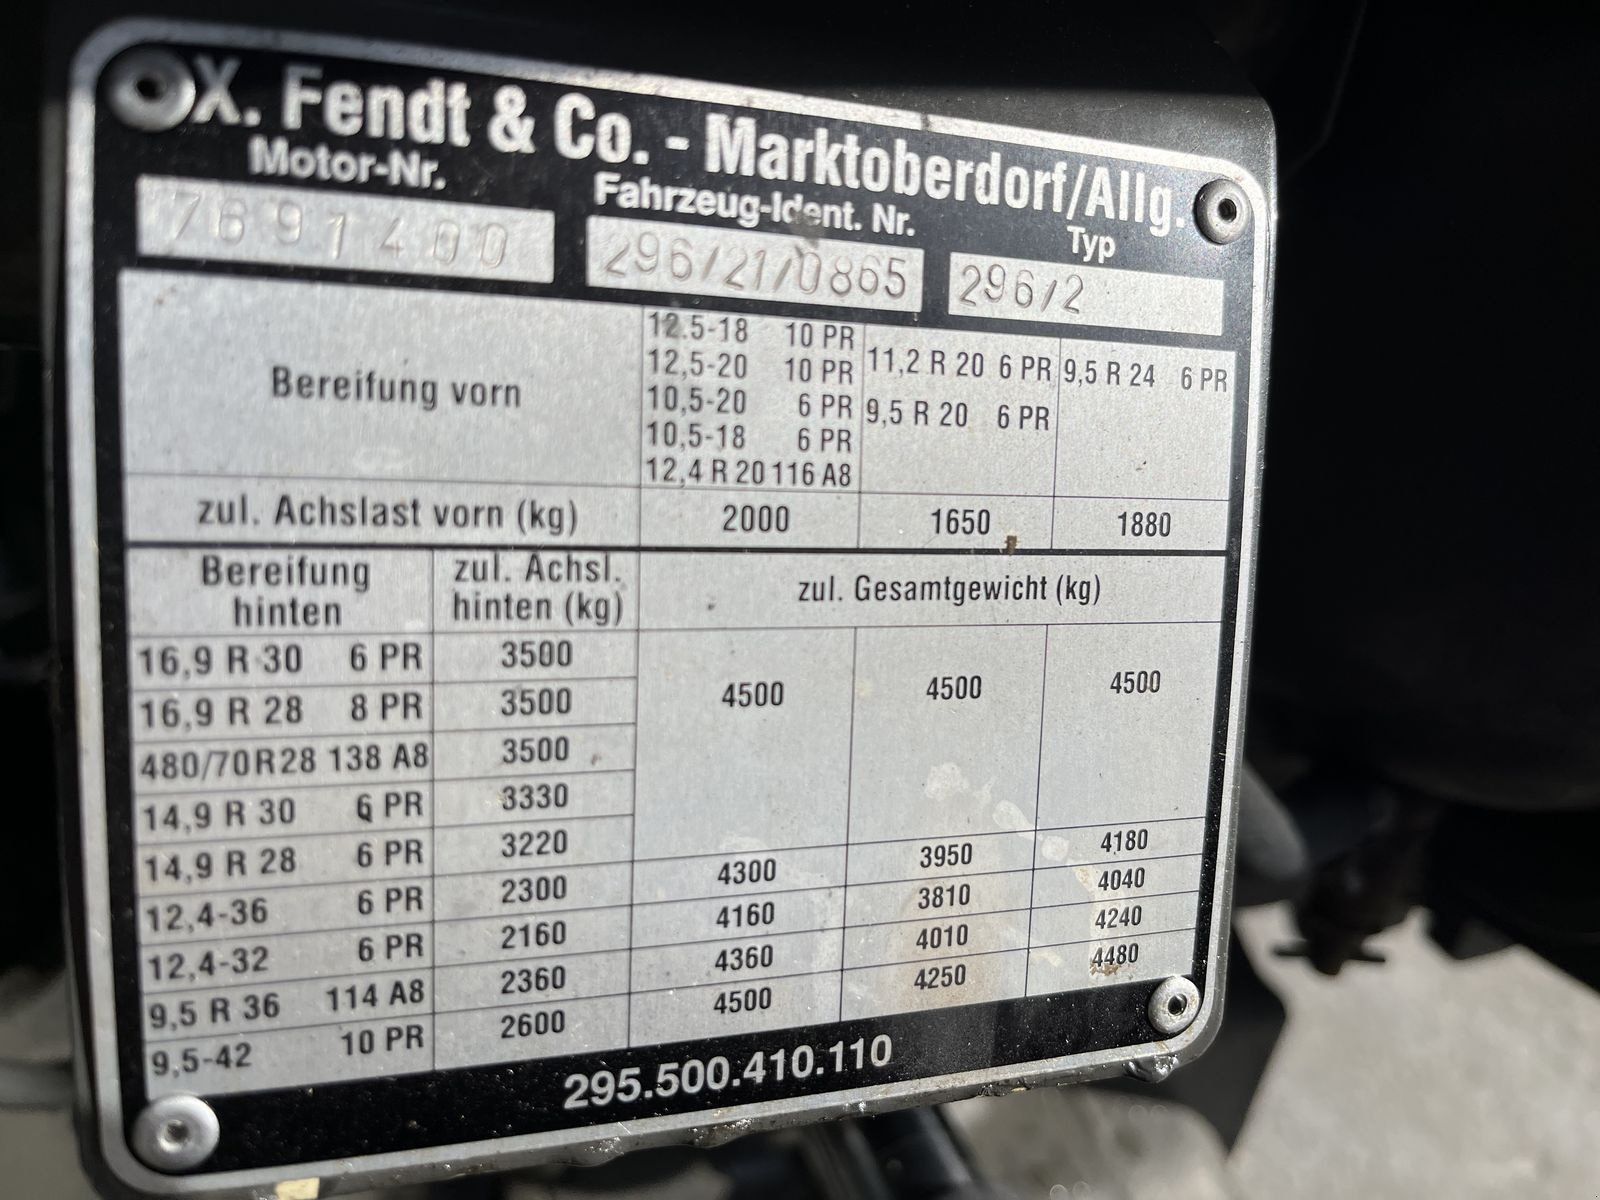 X. Fendt & Co. - Marktoberdorf/Allg.
Motor-Nr. Fahrzeug-Ident. Nr. Typ
7691400 296/21/0865 296/2
Bereifung vorn
12.5-18 10 PR
12,5-20 10 PR
10,5-20 6 PR
10,5-18 6 PR
12,4 R 20 116 A8
11,2 R 20 6 PR
9,5 R 20 6 PR
9,5 R 24 6 PR
zul. Achslast vorn (kg) 2000 1650 1880
Bereifung
hinten
zul. Achsl.
hinten (kg)
zul. Gesamtgewicht (kg)
16,9 R 30 6 PR 3500
16,9 R 28 8 PR 3500 4500 4500 4500
480/70R28 138 A8 3500
14,9 R 30 6 PR 3330
14,9 R 28 6 PR 3220
12,4-36 6 PR 2300 4300 3950 4180
12,4-32 6 PR 2160 4160 3810 4040
9,5 R 36 114 A8 2360 4360 4010 4240
9,5-42 10 PR 2600 4500 4250 4480
295.500.410.110